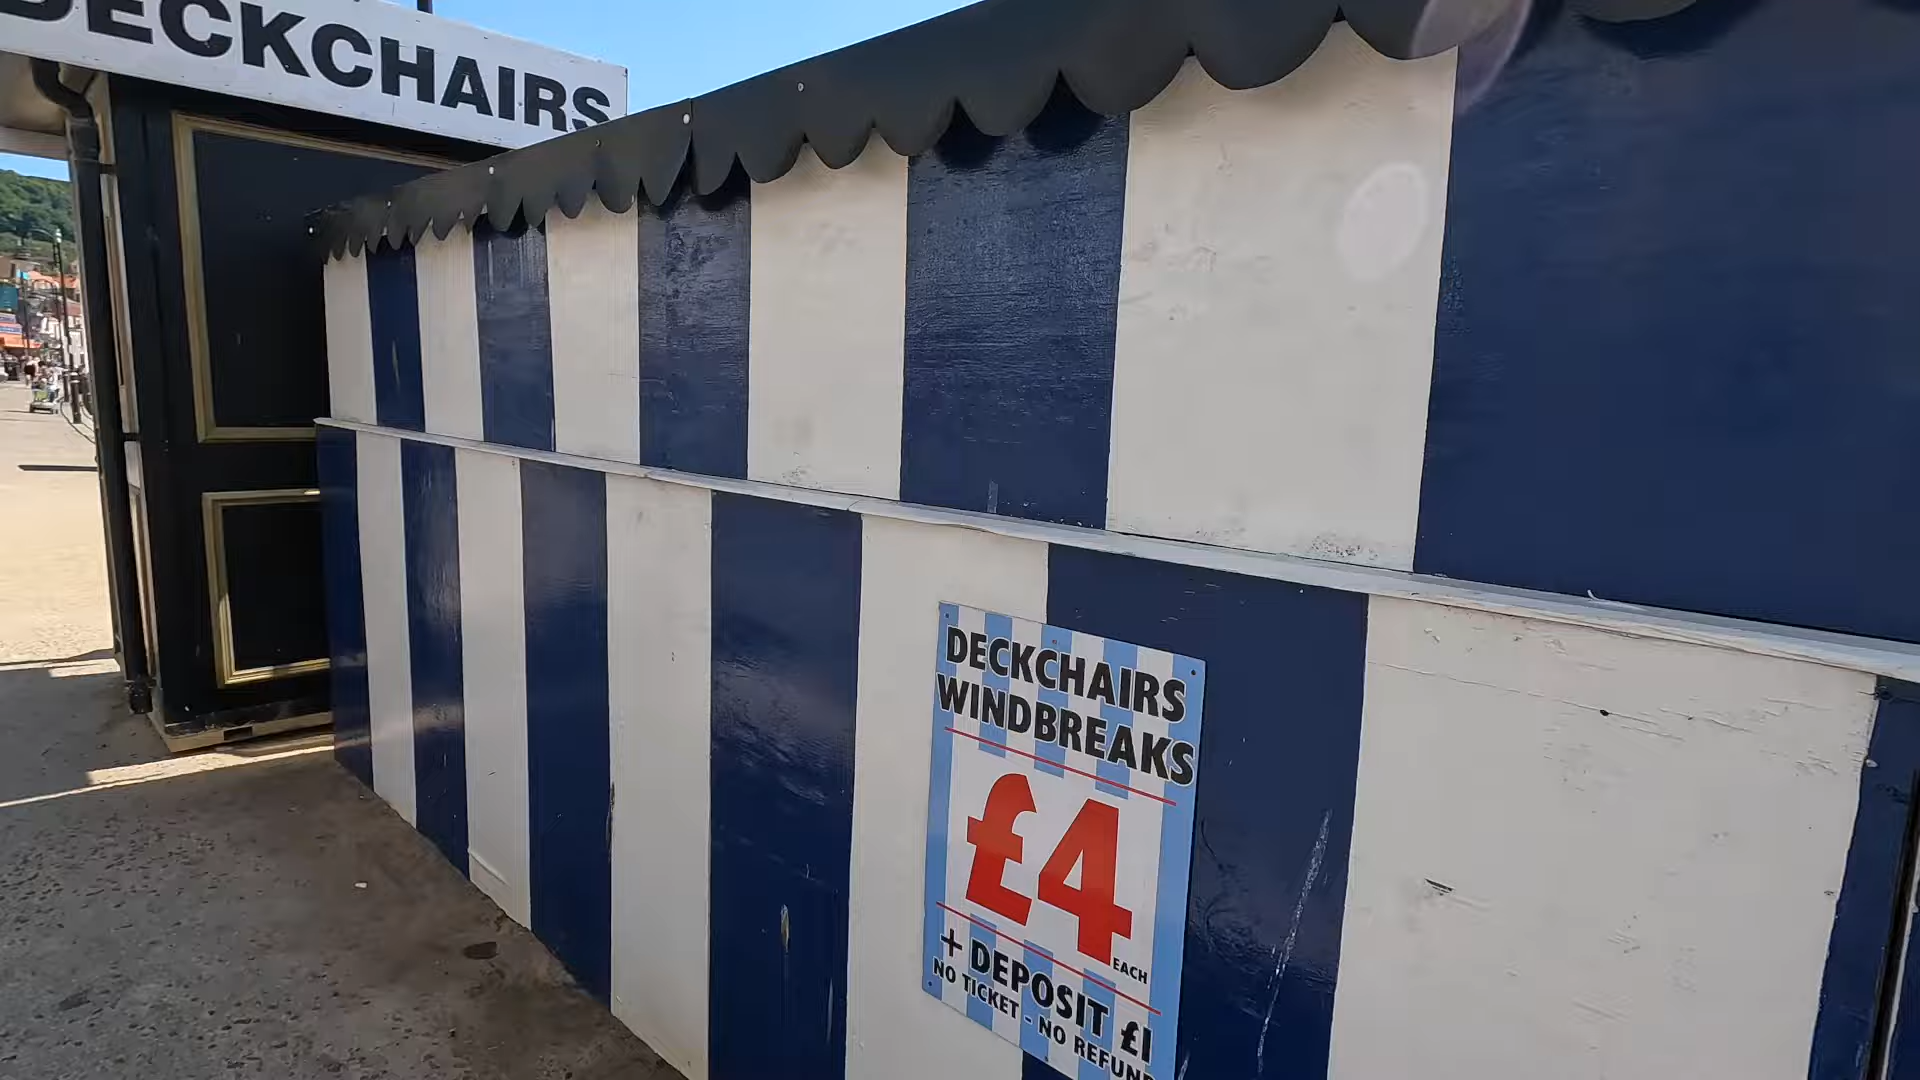 DECKCHAIRS
DECKCHAIRS
WINDBREAKS
£4
EACH
+ DEPOSIT £1
NO TICKET - NO REFUND